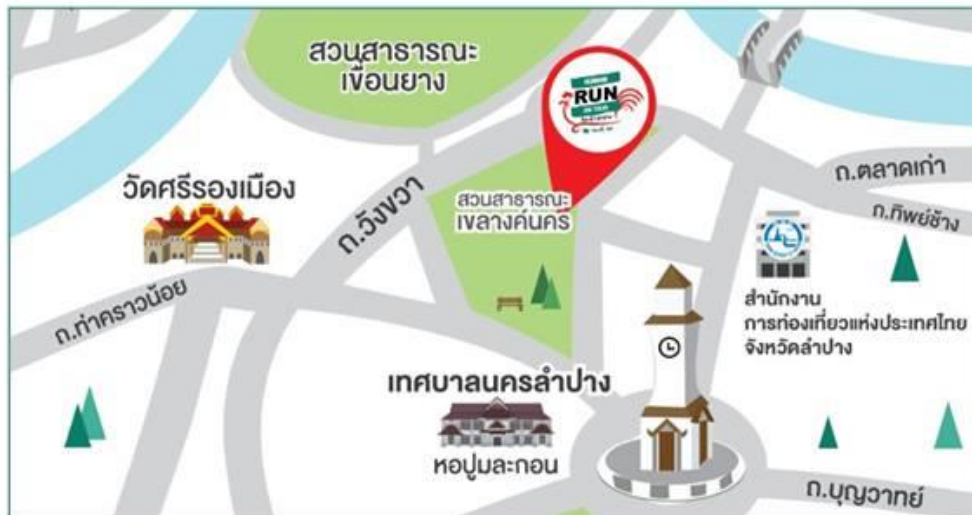 สวนสาธารณะ
เขื่อนยาง
RUN
วัดศรีรองเมือง
ถ.วังขวา
สวนสาธารณะ
เขลางค์นคร
ถ.ตลาดเก่า
ถ.ทิพย์ช้าง
ถ.ท่าคราวน้อย
สำนักงาน
การท่องเที่ยวแห่งประเทศไทย
จังหวัดลำปาง
เทศบาลนครลำปาง
หอปูมละกอน
ถ.บุญวาทย์